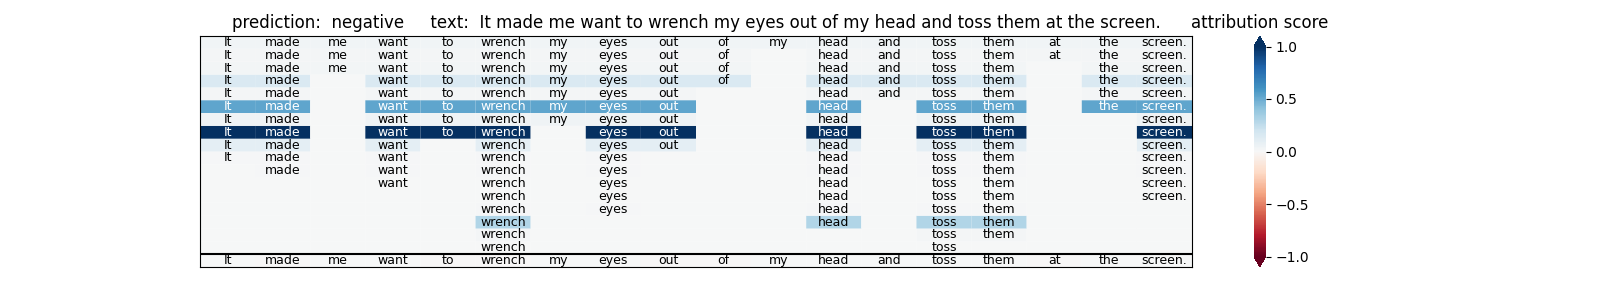 prediction:  negative     text:  It made me want to wrench my eyes out of my head and toss them at the screen.     attribution score
It made me want to wrench my eyes out of my head and toss them at the screen. 1.0
It made me want to wrench my eyes out of head and toss them at the screen.
It made me want to wrench my eyes out of head and toss them the screen.
It made want to wrench my eyes out of head and toss them the screen.
It made want to wrench my eyes out head and toss them the screen.
It made want to wrench my eyes out head toss them the screen. 0.5
It made want to wrench my eyes out head toss them screen.
It made want to wrench eyes out head toss them screen.
It made want wrench eyes out head toss them screen.
It made want wrench eyes head toss them screen. 0.0
made want wrench eyes head toss them screen.
want wrench eyes head toss them screen.
wrench eyes head toss them screen.
wrench eyes head toss them −0.5
wrench head toss them
wrench toss them
wrench toss
It made me want to wrench my eyes out of my head and toss them at the screen. −1.0